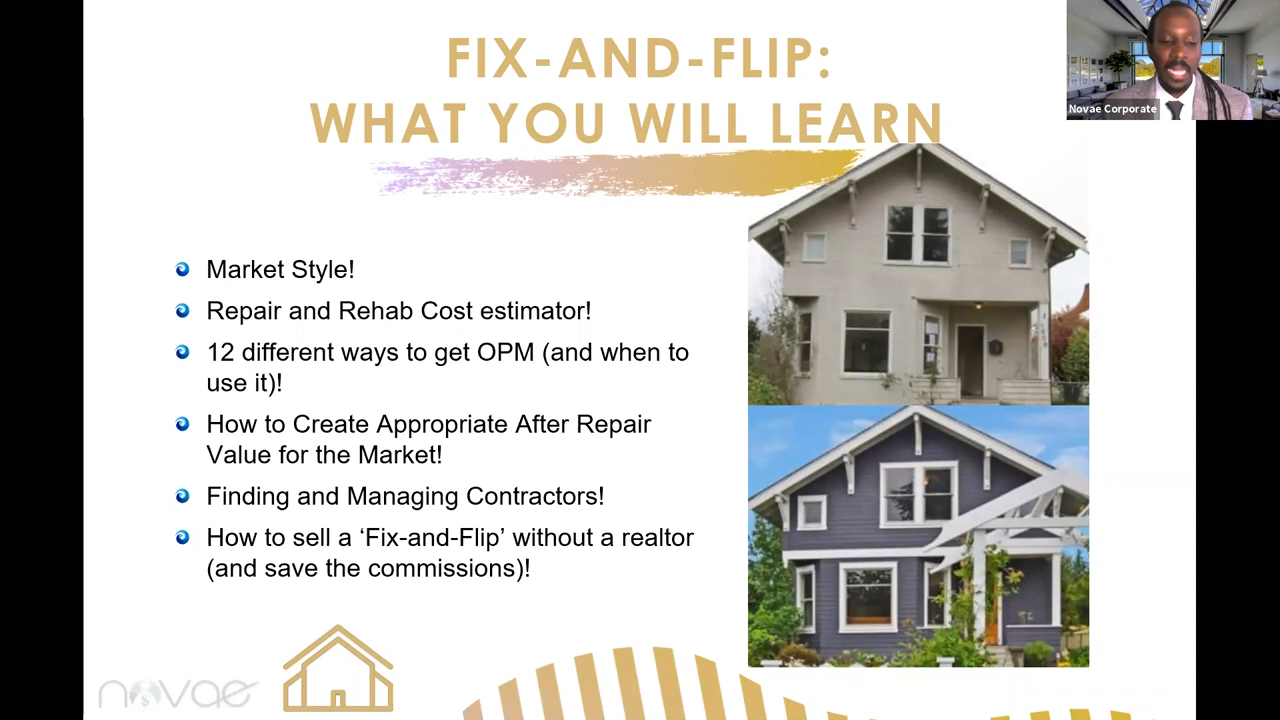 FIX-AND-FLIP:
WHAT YOU WILL LEARN
Novae Corporate
Market Style!
Repair and Rehab Cost estimator!
12 different ways to get OPM (and when to
use it)!
How to Create Appropriate After Repair
Value for the Market!
Finding and Managing Contractors!
How to sell a ‘Fix-and-Flip’ without a realtor
(and save the commissions)!
novae